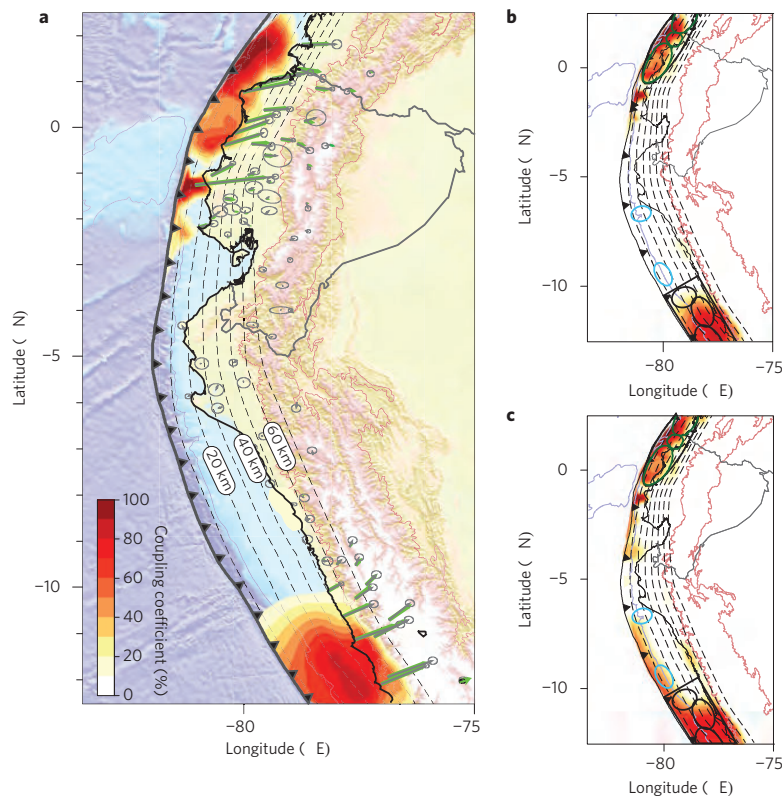 a
Latitude ( N)
0
−5
−10
20 km
40 km
60 km
100
80
60
40
20
0
Coupling coefficient (%)
−80
−75
Longitude ( E)
b
Latitude ( N)
0
−5
−10
−80
−75
Longitude ( E)
c
Latitude ( N)
0
−5
−10
−80
−75
Longitude ( E)